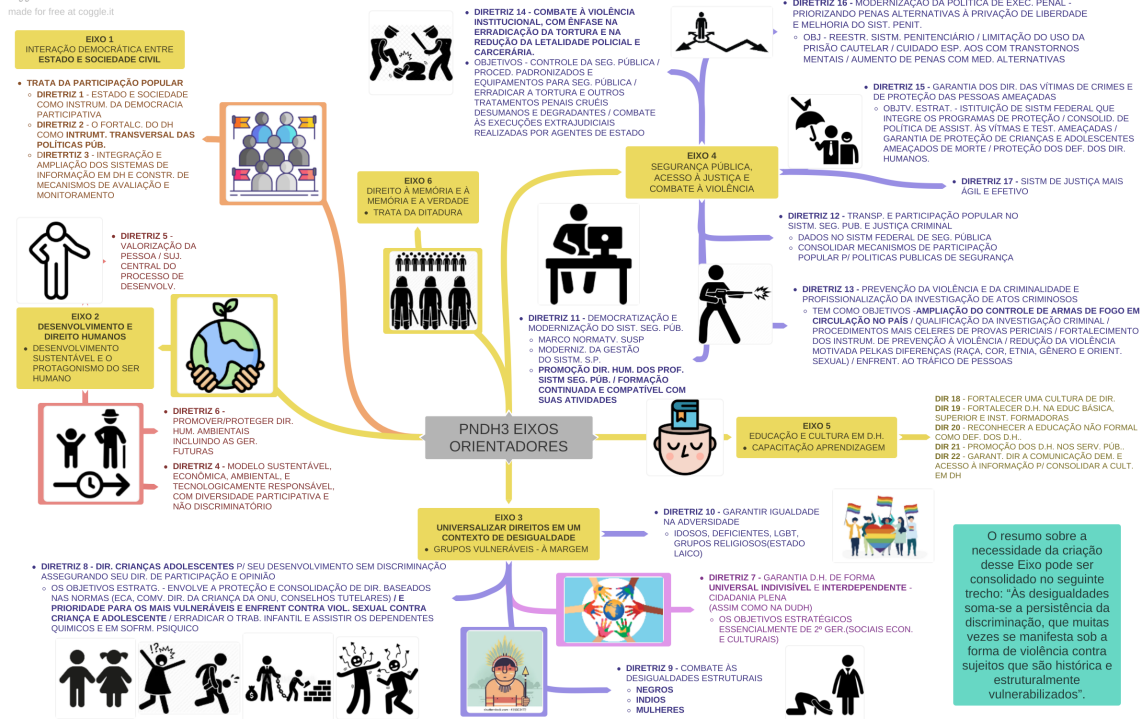 made for free at coggle.it
EIXO 1
INTERAÇÃO DEMOCRÁTICA ENTRE
ESTADO E SOCIEDADE CIVIL
TRATA DA PARTICIPAÇÃO POPULAR
DIRETRIZ 1 - ESTADO E SOCIEDADE
COMO INSTRUM. DA DEMOCRACIA
PARTICIPATIVA
DIRETRIZ 2 - O FORTALC. DO DH
COMO INTRUMT. TRANSVERSAL DAS
POLÍTICAS PÚB.
DIRETRTIZ 3 - INTEGRAÇÃO E
AMPLIAÇÃO DOS SISTEMAS DE
INFORMAÇÃO EM DH E CONSTR. DE
MECANISMOS DE AVALIAÇÃO E
MONITORAMENTO
DIRETRIZ 5 -
VALORIZAÇÃO DA
PESSOA / SUJ.
CENTRAL DO
PROCESSO DE
DESENVOLV.
EIXO 2
DESENVOLVIMENTO E
DIREITO HUMANOS
DESENVOLVIMENTO
SUSTENTÁVEL E O
PROTAGONISMO DO SER
HUMANO
DIRETRIZ 6 -
PROMOVER/PROTEGER DIR.
HUM. AMBIENTAIS
INCLUINDO AS GER.
FUTURAS
DIRETRIZ 4 - MODELO SUSTENTÁVEL,
ECONÔMICA, AMBIENTAL, E
TECNOLOGICAMENTE RESPONSÁVEL,
COM DIVERSIDADE PARTICIPATIVA E
NÃO DISCRIMINATÓRIO
EIXO 6
DIREITO À MEMÓRIA E À
MEMÓRIA E A VERDADE
TRATA DA DITADURA
DIRETRIZ 14 - COMBATE À VIOLÊNCIA
INSTITUCIONAL, COM ÊNFASE NA
ERRADICAÇÃO DA TORTURA E NA
REDUÇÃO DA LETALIDADE POLICIAL E
CARCERÁRIA.
OBJETIVOS - CONTROLE DA SEG. PÚBLICA /
PROCED. PADRONIZADOS E
EQUIPAMENTOS PARA SEG. PÚBLICA /
ERRADICAR A TORTURA E OUTROS
TRATAMENTOS PENAIS CRUÉIS
DESUMANOS E DEGRADANTES / COMBATE
ÀS EXECUÇÕES EXTRAJUDICIAIS
REALIZADAS POR AGENTES DE ESTADO
DIRETRIZ 16 - MODERNIZAÇÃO DA POLÍTICA DE EXEC. PENAL -
PRIORIZANDO PENAS ALTERNATIVAS À PRIVAÇÃO DE LIBERDADE
E MELHORIA DO SIST. PENIT.
OBJ - REESTR. SISTM. PENITENCIÁRIO / LIMITAÇÃO DO USO DA
PRISÃO CAUTELAR / CUIDADO ESP. AOS COM TRANSTORNOS
MENTAIS / AUMENTO DE PENAS COM MED. ALTERNATIVAS
DIRETRIZ 15 - GARANTIA DOS DIR. DAS VÍTIMAS DE CRIMES E
DE PROTEÇÃO DAS PESSOAS AMEAÇADAS
OBJTV. ESTRAT. - ISTITUIÇÃO DE SISTM FEDERAL QUE
INTEGRE OS PROGRAMAS DE PROTEÇÃO / CONSOLID. DE
POLÍTICA DE ASSIST. ÀS VÍTMAS E TEST. AMEAÇADAS /
GARANTIA DE PROTEÇÃO DE CRIANÇAS E ADOLESCENTES
AMEAÇADOS DE MORTE / PROTEÇÃO DOS DEF. DOS DIR.
HUMANOS.
EIXO 4
SEGURANÇA PÚBLICA,
ACESSO À JUSTIÇA E
COMBATE À VIOLÊNCIA
DIRETRIZ 17 - SISTM DE JUSTIÇA MAIS
ÁGIL E EFETIVO
DIRETRIZ 12 - TRANSP. E PARTICIPAÇÃO POPULAR NO
SISTM. SEG. PUB. E JUSTIÇA CRIMINAL
DADOS NO SISTM FEDERAL DE SEG. PÚBLICA
CONSOLIDAR MECANISMOS DE PARTICIPAÇÃO
POPULAR P/ POLITICAS PUBLICAS DE SEGURANÇA
DIRETRIZ 13 - PREVENÇÃO DA VIOLÊNCIA E DA CRIMINALIDADE E
PROFISSIONALIZAÇÃO DA INVESTIGAÇÃO DE ATOS CRIMINOSOS
TEM COMO OBJETIVOS -AMPLIAÇÃO DO CONTROLE DE ARMAS DE FOGO EM
CIRCULAÇÃO NO PAÍS / QUALIFICAÇÃO DA INVESTIGAÇÃO CRIMINAL /
PROCEDIMENTOS MAIS CELERES DE PROVAS PERICIAIS / FORTALECIMENTO
DOS INSTRUM. DE PREVENÇÃO À VIOLÊNCIA / REDUÇÃO DA VIOLÊNCIA
MOTIVADA PELKAS DIFERENÇAS (RAÇA, COR, ETNIA, GÊNERO E ORIENT.
SEXUAL) / ENFRENT. AO TRÁFICO DE PESSOAS
DIRETRIZ 11 - DEMOCRATIZAÇÃO E
MODERNIZAÇÃO DO SIST. SEG. PÚB.
MARCO NORMATV. SUSP
MODERNIZ. DA GESTÃO
DO SISTM. S.P.
PROMOÇÃO DIR. HUM. DOS PROF.
SISTM SEG. PÚB. / FORMAÇÃO
CONTINUADA E COMPATÍVEL COM
SUAS ATIVIDADES
PNDH3 EIXOS
ORIENTADORES
EIXO 5
EDUCAÇÃO E CULTURA EM D.H.
CAPACITAÇÃO APRENDIZAGEM
DIR 18 - FORTALECER UMA CULTURA DE DIR.
DIR 19 - FORTALECER D.H. NA EDUC BÁSICA,
SUPERIOR E INST. FORMADORAS
DIR 20 - RECONHECER A EDUCAÇÃO NÃO FORMAL
COMO DEF. DOS D.H..
DIR 21 - PROMOÇÃO DOS D.H. NOS SERV. PÚB..
DIR 22 - GARANT. DIR A COMUNICAÇÃO DEM. E
ACESSO À INFORMAÇÃO P/ CONSOLIDAR A CULT.
EM DH
EIXO 3
UNIVERSALIZAR DIREITOS EM UM
CONTEXTO DE DESIGUALDADE
GRUPOS VULNERÁVEIS - À MARGEM
DIRETRIZ 10 - GARANTIR IGUALDADE
NA ADVERSIDADE
IDOSOS, DEFICIENTES, LGBT,
GRUPOS RELIGIOSOS(ESTADO
LAICO)
DIRETRIZ 8 - DIR. CRIANÇAS ADOLESCENTES P/ SEU DESENVOLVIMENTO SEM DISCRIMINAÇÃO
ASSEGURANDO SEU DIR. DE PARTICIPAÇÃO E OPINIÃO
OS OBJETIVOS ESTRATG. - ENVOLVE A PROTEÇÃO E CONSOLIDAÇÃO DE DIR. BASEADOS
NAS NORMAS (ECA, COMV. DIR. DA CRIANÇA DA ONU, CONSELHOS TUTELARES) / E
PRIORIDADE PARA OS MAIS VULNERÁVEIS E ENFRENT CONTRA VIOL. SEXUAL CONTRA
CRIANÇA E ADOLESCENTE / ERRADICAR O TRAB. INFANTIL E ASSISTIR OS DEPENDENTES
QUIMICOS E EM SOFRM. PSÍQUICO
!?!?
DIRETRIZ 7 - GARANTIA D.H. DE FORMA
UNIVERSAL INDIVISÍVEL E INTERDEPENDENTE -
CIDADANIA PLENA
(ASSIM COMO NA DUDH)
OS OBJETIVOS ESTRATÉGICOS
ESSENCIALMENTE DE 2º GER.(SOCIAIS ECON.
E CULTURAIS)
DIRETRIZ 9 - COMBATE ÀS
DESIGUALDADES ESTRUTURAIS
NEGROS
INDIOS
MULHERES
O resumo sobre a
necessidade da criação
desse Eixo pode ser
consolidado no seguinte
trecho: "Às desigualdades
soma-se a persistência da
discriminação, que muitas
vezes se manifesta sob a
forma de violência contra
sujeitos que são histórica e
estruturalmente
vulnerabilizados".